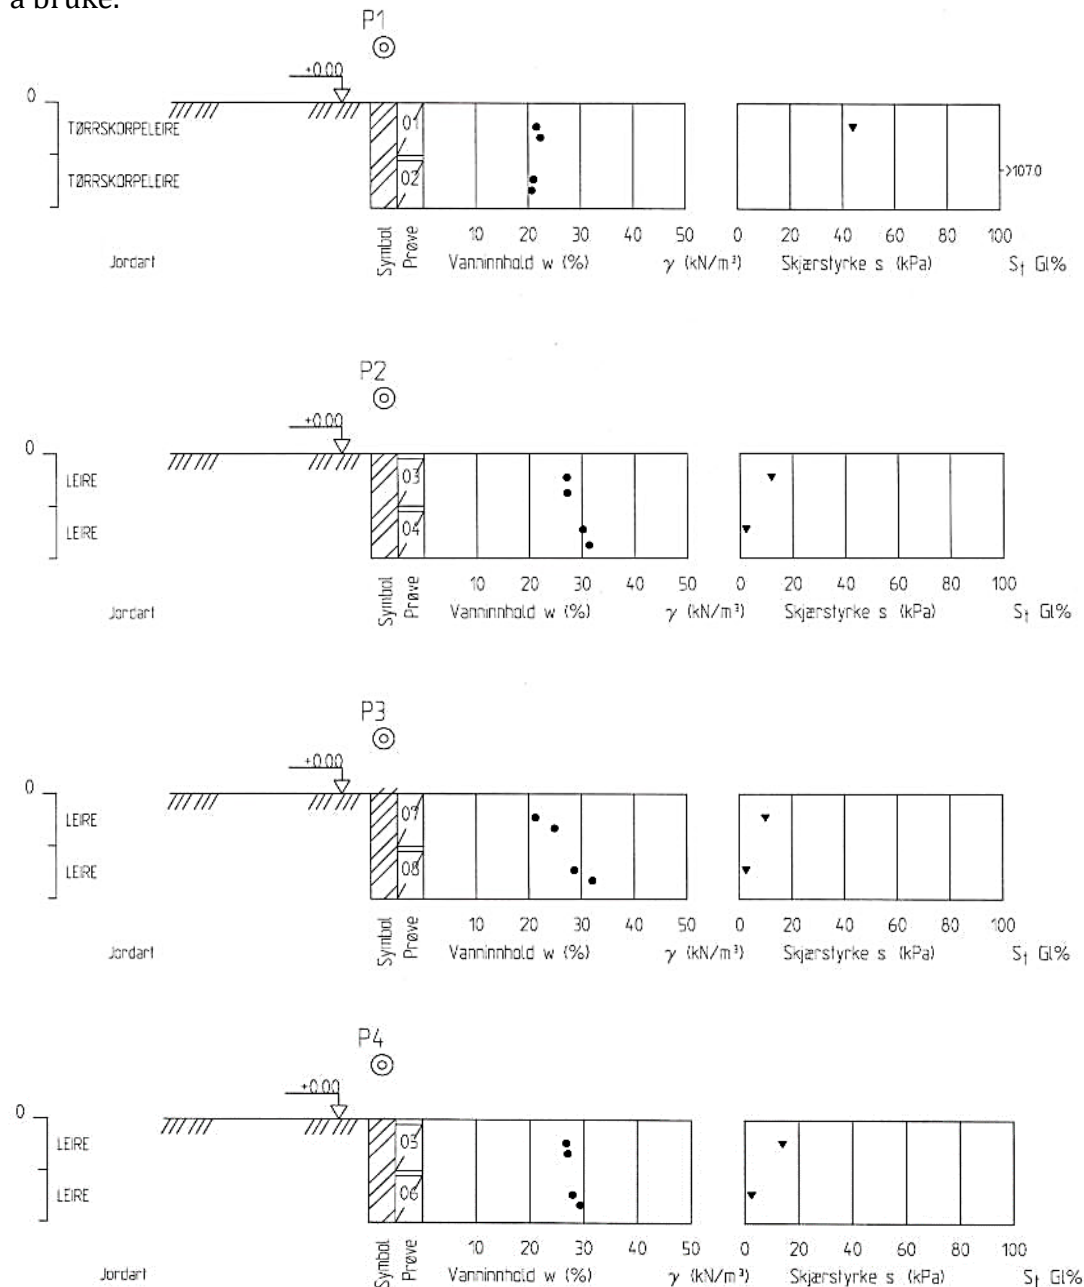 å bruke.
P1
+0.00
0
TØRRSKORPELEIRE
TØRRSKORPELEIRE
01
02
>107.0
Jordart
Symbol
Prøve
10 20 30 40 50
Vanninnhold w (%)
γ (kN/m³)
0 20 40 60 80 100
Skjærstyrke s (kPa)
St Gl%
P2
+0.00
0
LEIRE
LEIRE
03
04
Jordart
Symbol
Prøve
10 20 30 40 50
Vanninnhold w (%)
γ (kN/m³)
0 20 40 60 80 100
Skjærstyrke s (kPa)
St Gl%
P3
+0.00
0
LEIRE
LEIRE
07
08
Jordart
Symbol
Prøve
10 20 30 40 50
Vanninnhold w (%)
γ (kN/m³)
0 20 40 60 80 100
Skjærstyrke s (kPa)
St Gl%
P4
+0.00
0
LEIRE
LEIRE
03
06
Jordart
Symbol
Prøve
10 20 30 40 50
Vanninnhold w (%)
γ (kN/m³)
0 20 40 60 80 100
Skjærstyrke s (kPa)
St Gl%